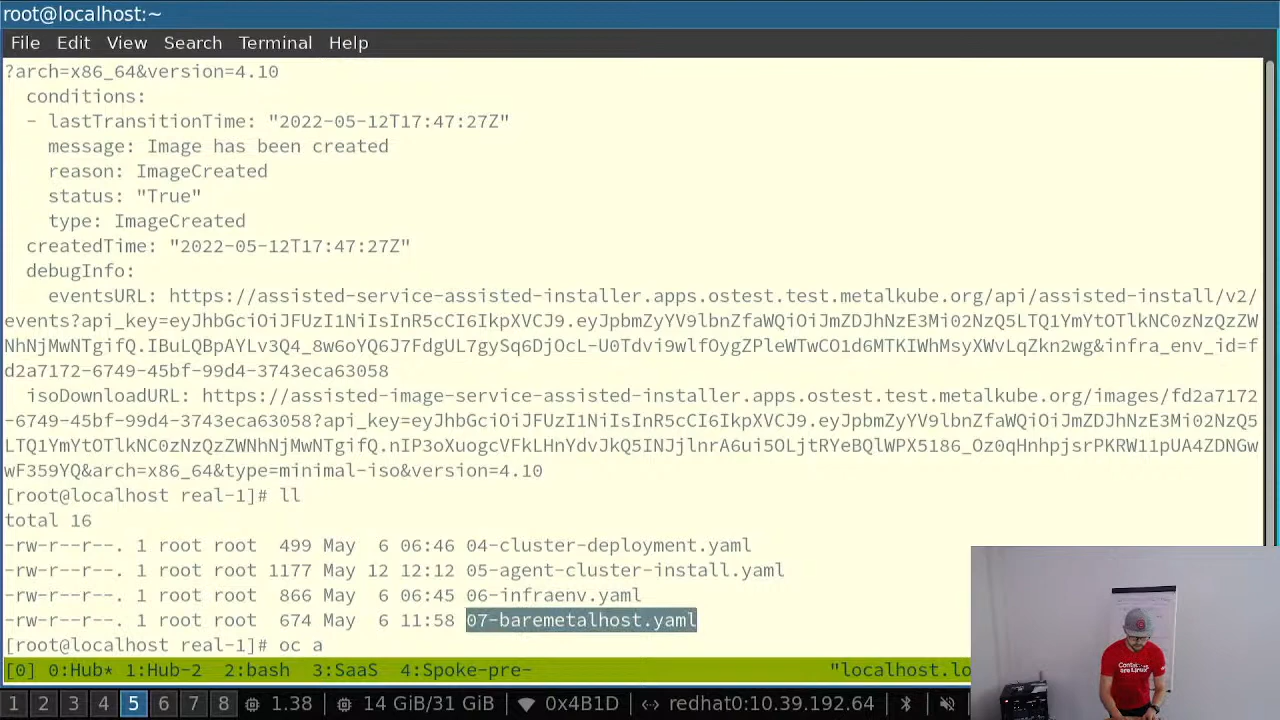 root@localhost:~
File Edit View Search Terminal Help
?arch=x86_64&version=4.10
conditions:
- lastTransitionTime: "2022-05-12T17:47:27Z"
message: Image has been created
reason: ImageCreated
status: "True"
type: ImageCreated
createdTime: "2022-05-12T17:47:27Z"
debugInfo:
eventsURL: https://assisted-service-assisted-installer.apps.ostest.test.metalkube.org/api/assisted-install/v2/
events?api_key=eyJhbGciOiJFUzI1NiIsInR5cCI6IkpXVCJ9.eyJpbmZyYV9lbnZfaWQiOiJmZDJhNzE3Mi02NzQ5LTQ1YmYtOTlkNC0zNzQzZW
NhNjMwNTgifQ.IBuLQBpAYLv3Q4_8w6oYQ6J7FdgUL7gySq6DjOcL-U0Tdvi9wlfOygZPleWTwCO1d6MTKIWhMsyXWvLqZkn2wg&infra_env_id=f
d2a7172-6749-45bf-99d4-3743eca63058
isoDownloadURL: https://assisted-image-service-assisted-installer.apps.ostest.test.metalkube.org/images/fd2a7172
-6749-45bf-99d4-3743eca63058?api_key=eyJhbGciOiJFUzI1NiIsInR5cCI6IkpXVCJ9.eyJpbmZyYV9lbnZfaWQiOiJmZDJhNzE3Mi02NzQ5
LTQ1YmYtOTlkNC0zNzQzZWNhNjMwNTgifQ.nIP3oXuogcVFkLHnYdvJkQ5INJjlnrA6ui5OLjtRYeBQlWPX5186_Oz0qHnhpjsrPKRW11pUA4ZDNGw
wF359YQ&arch=x86_64&type=minimal-iso&version=4.10
[root@localhost real-1]# ll
total 16
-rw-r--r--. 1 root root  499 May  6 06:46 04-cluster-deployment.yaml
-rw-r--r--. 1 root root 1177 May 12 12:12 05-agent-cluster-install.yaml
-rw-r--r--. 1 root root  866 May  6 06:45 06-infraenv.yaml
-rw-r--r--. 1 root root  674 May  6 11:58 07-baremetalhost.yaml
[root@localhost real-1]# oc a
[0] 0:Hub* 1:Hub-2 2:bash 3:SaaS 4:Spoke-pre- "localhost.lo
1 2 3 4 5 6 7 8 1.38 14 GiB/31 GiB 0x4B1D redhat0:10.39.192.64